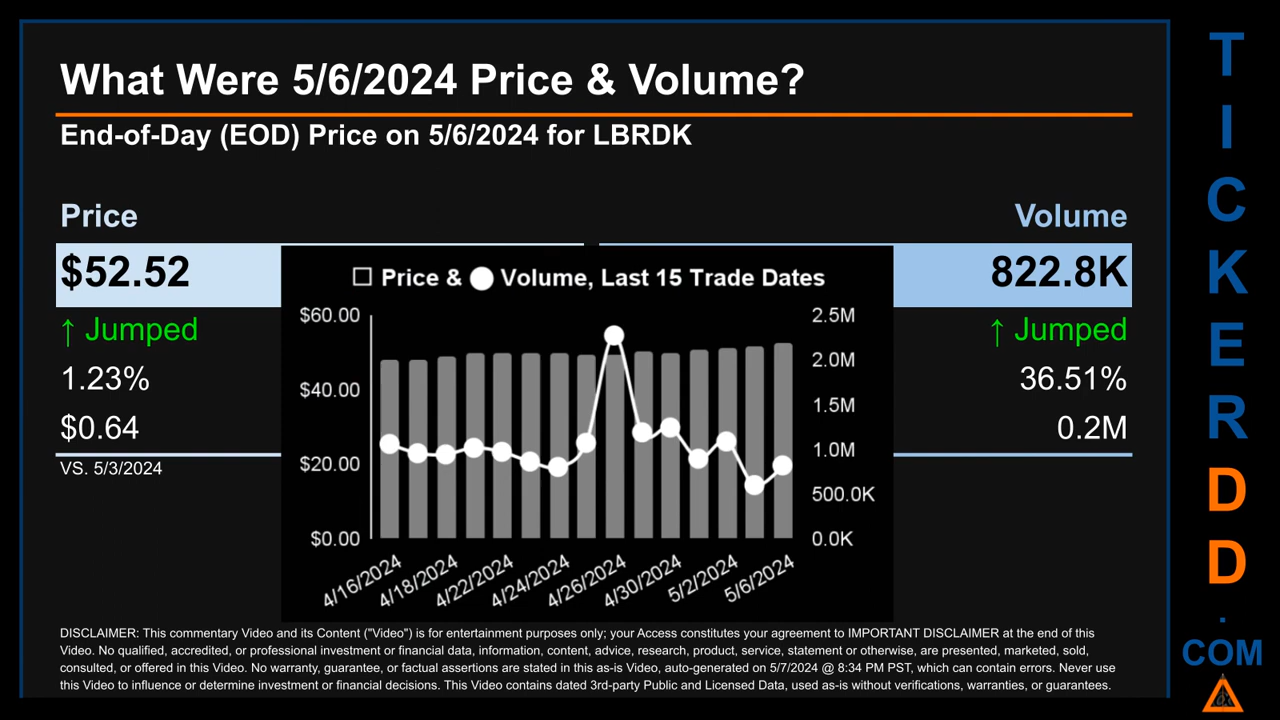 What Were 5/6/2024 Price & Volume?
End-of-Day (EOD) Price on 5/6/2024 for LBRDK
Price
Volume
$52.52
822.8K
↑ Jumped
↑ Jumped
1.23%
36.51%
$0.64
0.2M
VS. 5/3/2024
Price & Volume, Last 15 Trade Dates
$60.00
$40.00
$20.00
$0.00
2.5M
2.0M
1.5M
1.0M
500.0K
0.0K
4/16/2024
4/18/2024
4/22/2024
4/24/2024
4/26/2024
4/30/2024
5/2/2024
5/6/2024
DISCLAIMER: This commentary Video and its Content ("Video") is for entertainment purposes only; your Access constitutes your agreement to IMPORTANT DISCLAIMER at the end of this
Video. No qualified, accredited, or professional investment or financial data, information, content, advice, research, product, service, statement or otherwise, are presented, marketed, sold,
consulted, or offered in this Video. No warranty, guarantee, or factual assertions are stated in this as-is Video, auto-generated on 5/7/2024 @ 8:34 PM PST, which can contain errors. Never use
this Video to influence or determine investment or financial decisions. This Video contains dated 3rd-party Public and Licensed Data, used as-is without verifications, warranties, or guarantees.
TICKERDD
.
COM